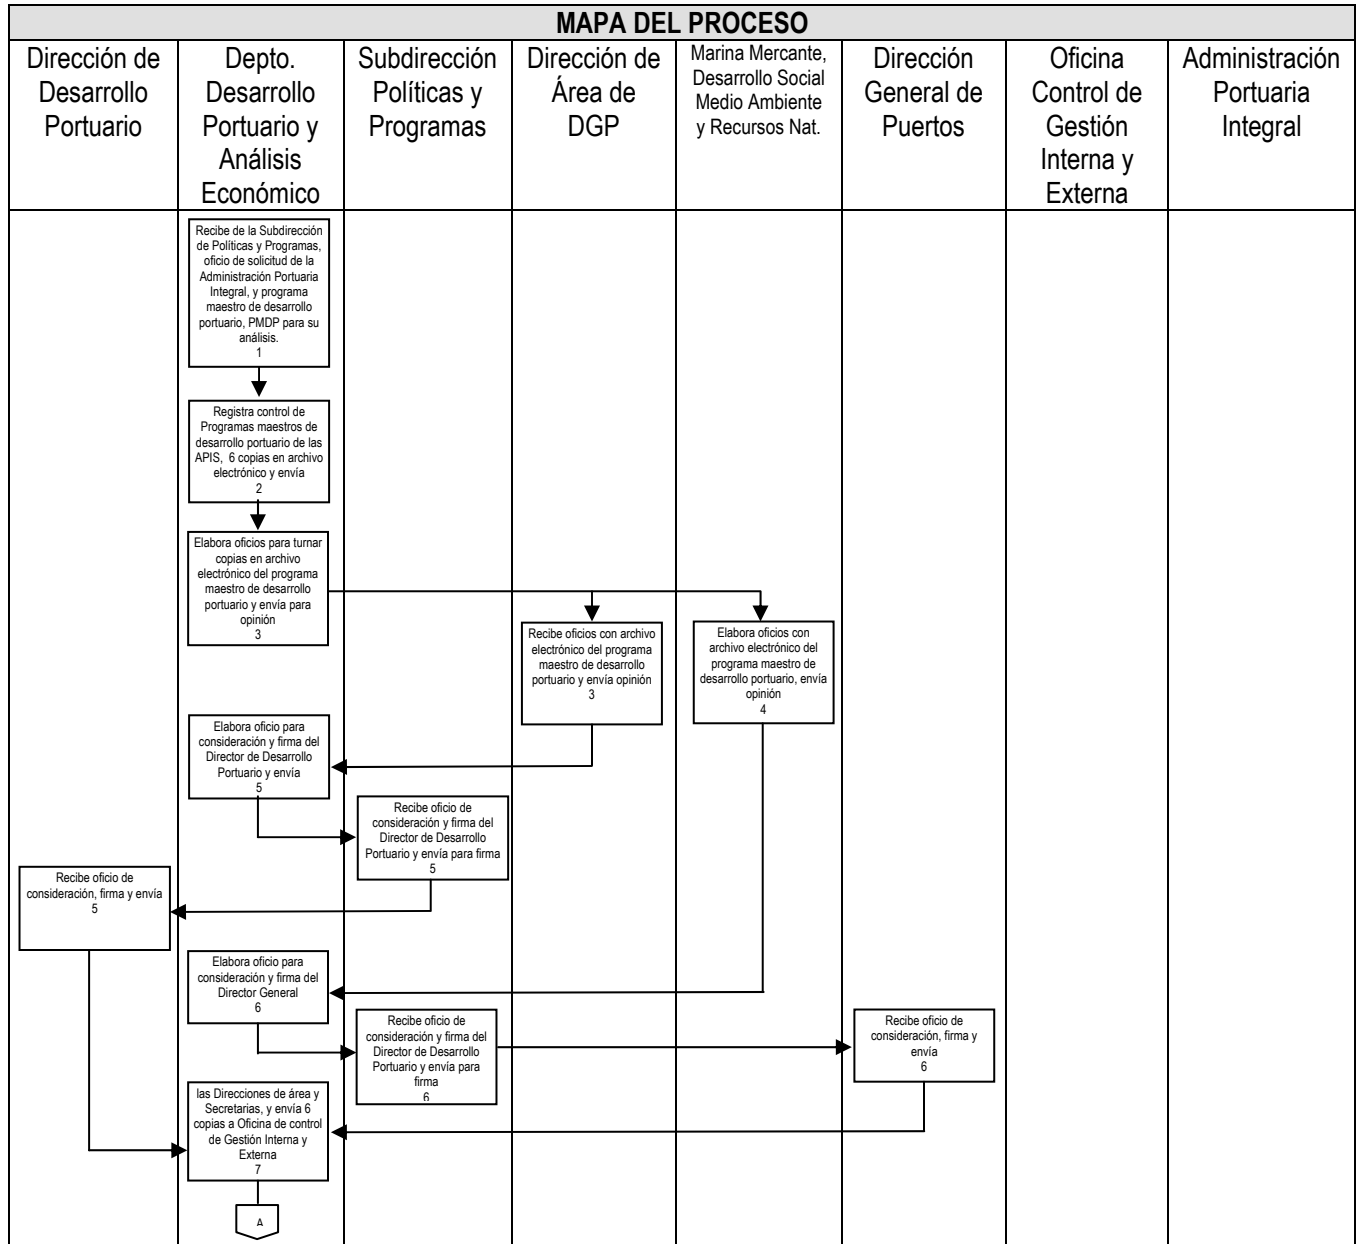 MAPA DEL PROCESO
Dirección de
Desarrollo
Portuario
Depto.
Desarrollo
Portuario y
Análisis
Económico
Subdirección
Políticas y
Programas
Dirección de
Área de
DGP
Marina Mercante,
Desarrollo Social
Medio Ambiente
y Recursos Nat.
Dirección
General de
Puertos
Oficina
Control de
Gestión
Interna y
Externa
Administración
Portuaria
Integral
Recibe de la Subdirección
de Políticas y Programas,
oficio de solicitud de la
Administración Portuaria
Integral, y programa
maestro de desarrollo
portuario, PMDP para su
análisis.
1
Registra control de
Programas maestros de
desarrollo portuario de las
APIS, 6 copias en archivo
electrónico y envía
2
Elabora oficios para turnar
copias en archivo
electrónico del programa
maestro de desarrollo
portuario y envía para
opinión
3
Recibe oficios con archivo
electrónico del programa
maestro de desarrollo
portuario y envía opinión
3
Elabora oficios con
archivo electrónico del
programa maestro de
desarrollo portuario, envía
opinión
4
Elabora oficio para
consideración y firma del
Director de Desarrollo
Portuario y envía
5
Recibe oficio de
consideración y firma del
Director de Desarrollo
Portuario y envía para firma
5
Recibe oficio de
consideración, firma y envía
5
Elabora oficio para
consideración y firma del
Director General
6
Recibe oficio de
consideración y firma del
Director de Desarrollo
Portuario y envía para
firma
6
Recibe oficio de
consideración, firma y
envía
6
las Direcciones de área y
Secretarias, y envía 6
copias a Oficina de control
de Gestión Interna y
Externa
7
A